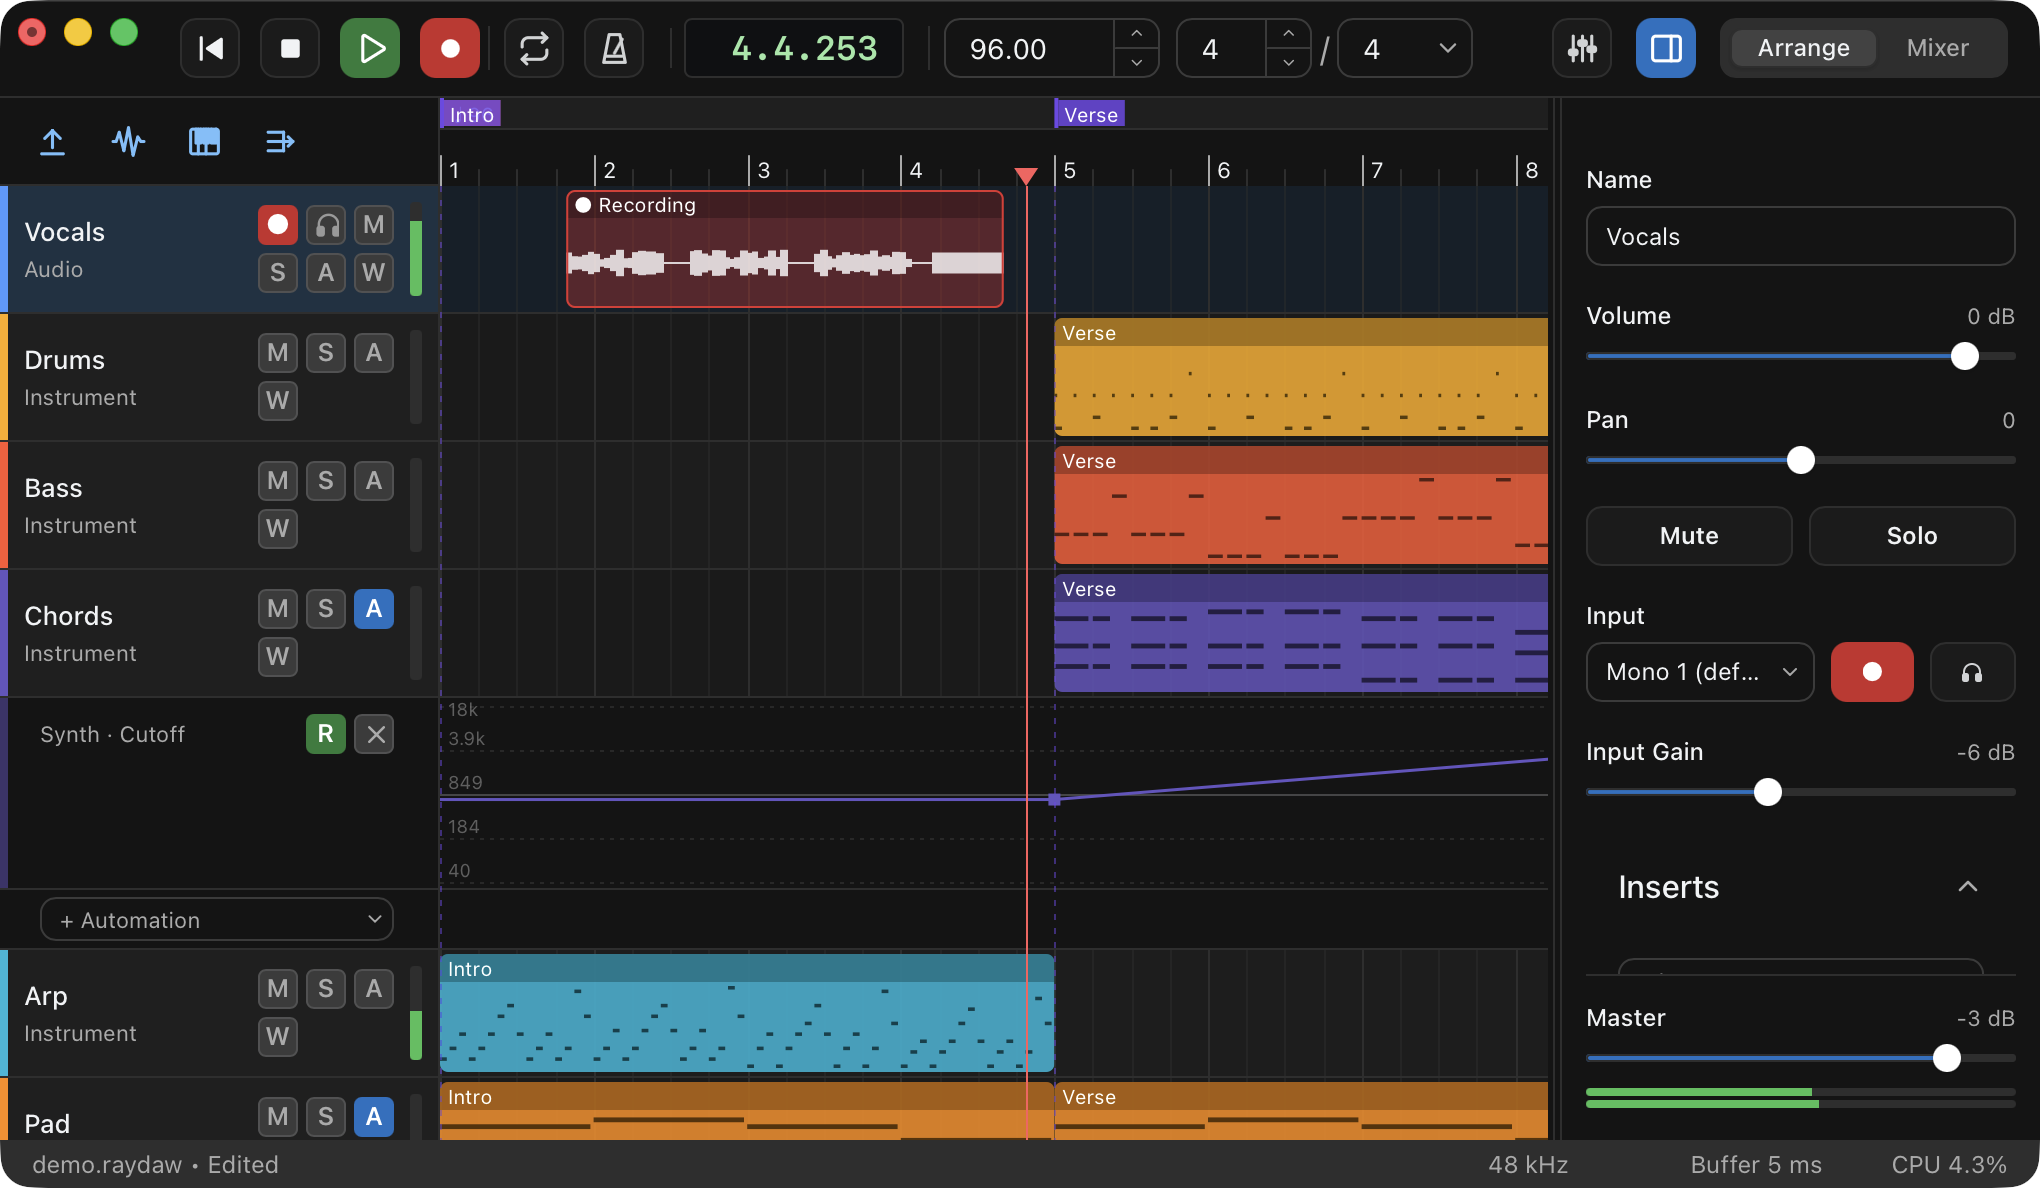 4.4.253
96.00
4 / 4
Arrange Mixer
Intro Verse
1 2 3 4 5 6 7 8
Vocals
Audio
M
S A W
Recording
Drums
Instrument
M S A
W
Verse
Bass
Instrument
M S A
W
Verse
Chords
Instrument
M S A
W
Verse
Synth · Cutoff
R
18k
3.9k
849
184
40
+ Automation
Arp
Instrument
M S A
W
Intro
Pad
M S A
Intro Verse
Name
Vocals
Volume 0 dB
Pan 0
Mute Solo
Input
Mono 1 (def...
Input Gain -6 dB
Inserts
Master -3 dB
demo.raydaw • Edited
48 kHz Buffer 5 ms CPU 4.3%